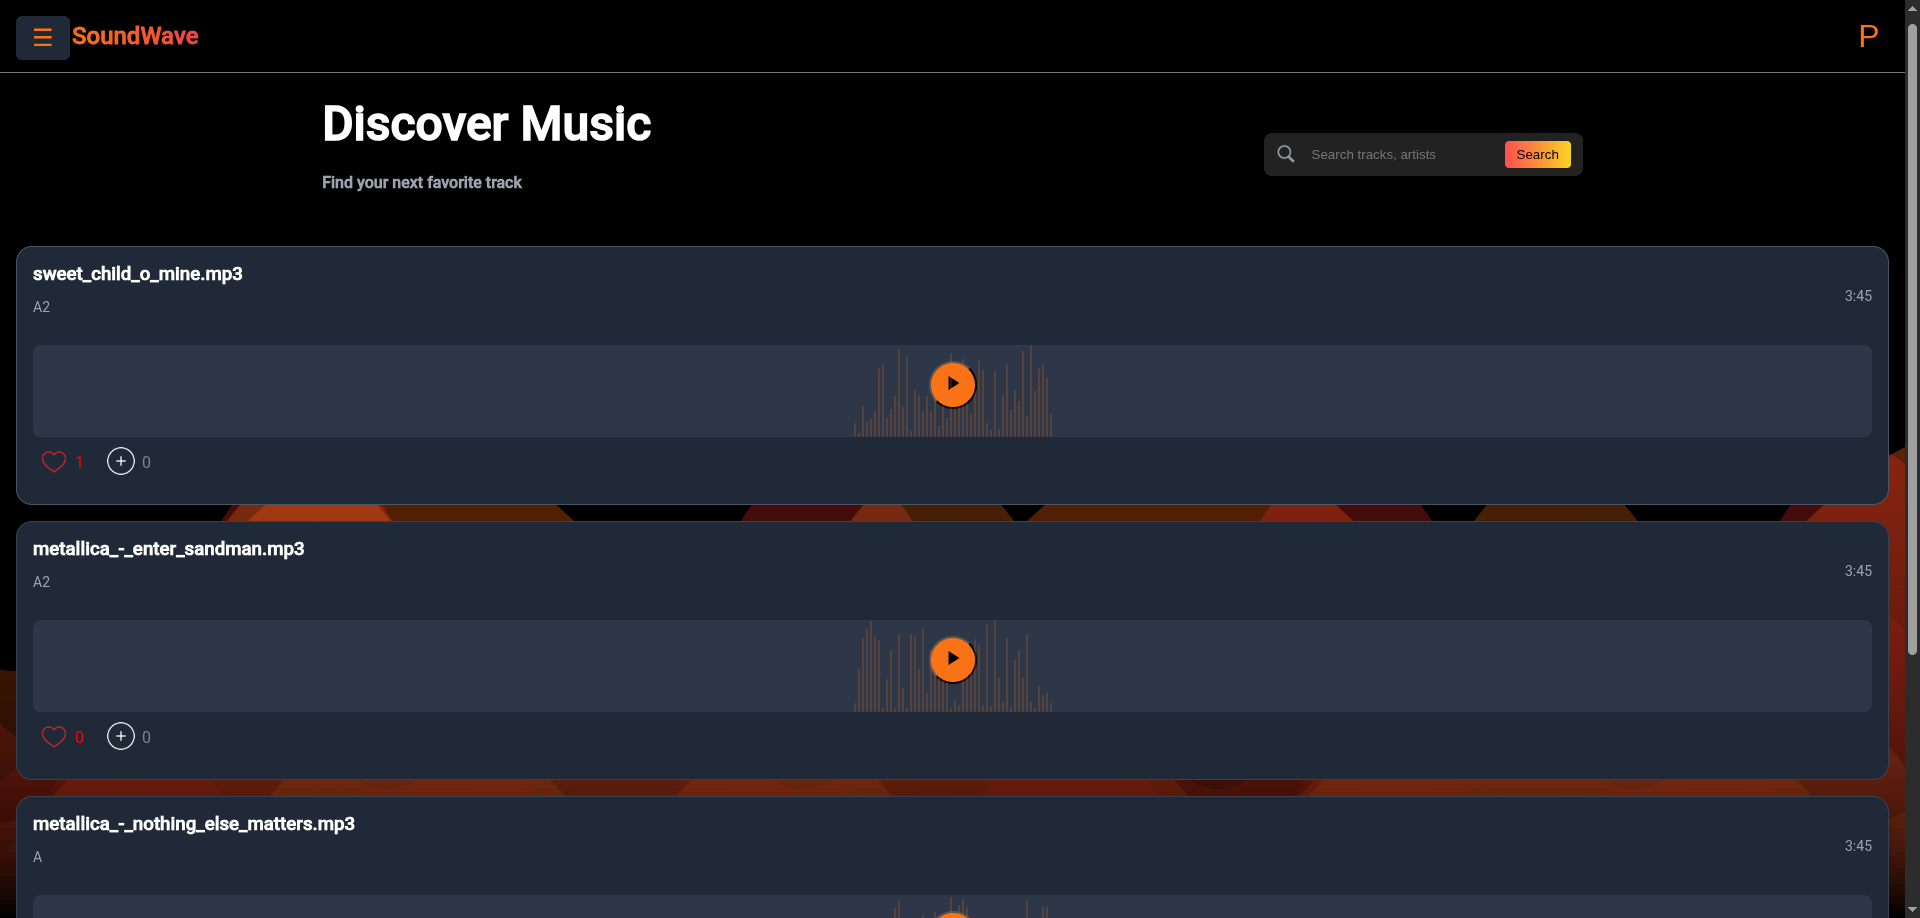 ☰ SoundWave
P
Discover Music
Find your next favorite track
Search tracks, artists
Search
sweet_child_o_mine.mp3
A2
3:45
1
0
metallica_-_enter_sandman.mp3
A2
3:45
0
0
metallica_-_nothing_else_matters.mp3
A
3:45